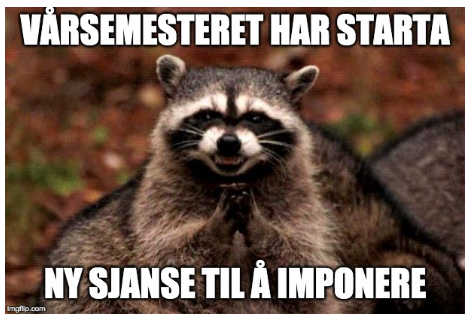 VÅRSEMESTERET HAR STARTA
NY SJANSE TIL Å IMPONERE
imgflip.com